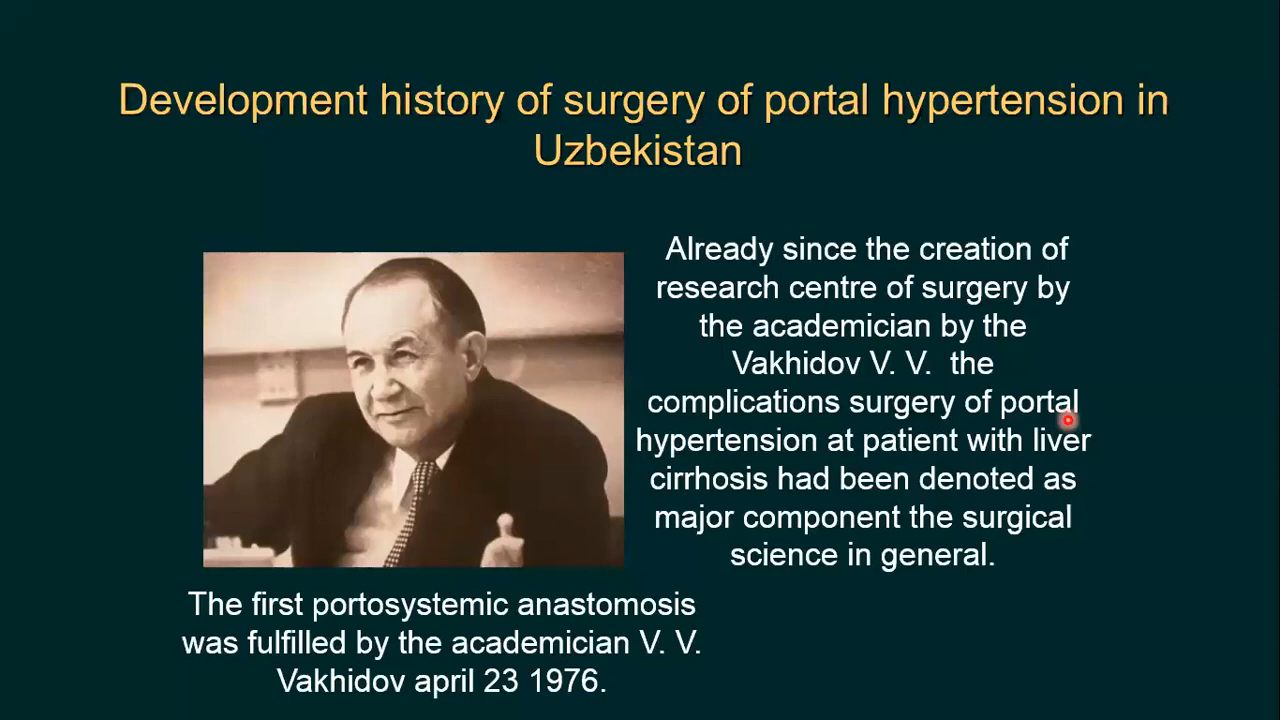 Development history of surgery of portal hypertension in
Uzbekistan
Already since the creation of
research centre of surgery by
the academician by the
Vakhidov V. V.  the
complications surgery of portal
hypertension at patient with liver
cirrhosis had been denoted as
major component the surgical
science in general.
The first portosystemic anastomosis
was fulfilled by the academician V. V.
Vakhidov april 23 1976.